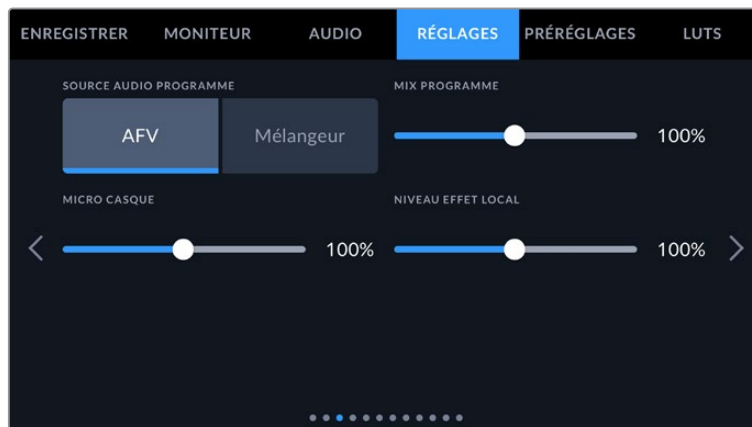 ENREGISTRER MONITEUR AUDIO RÉGLAGES PRÉRÉGLAGES LUTS
SOURCE AUDIO PROGRAMME MIX PROGRAMME
AFV Mélangeur 100%
MICRO CASQUE NIVEAU EFFET LOCAL
100% 100%